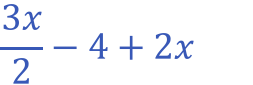 3x/2 − 4 + 2x